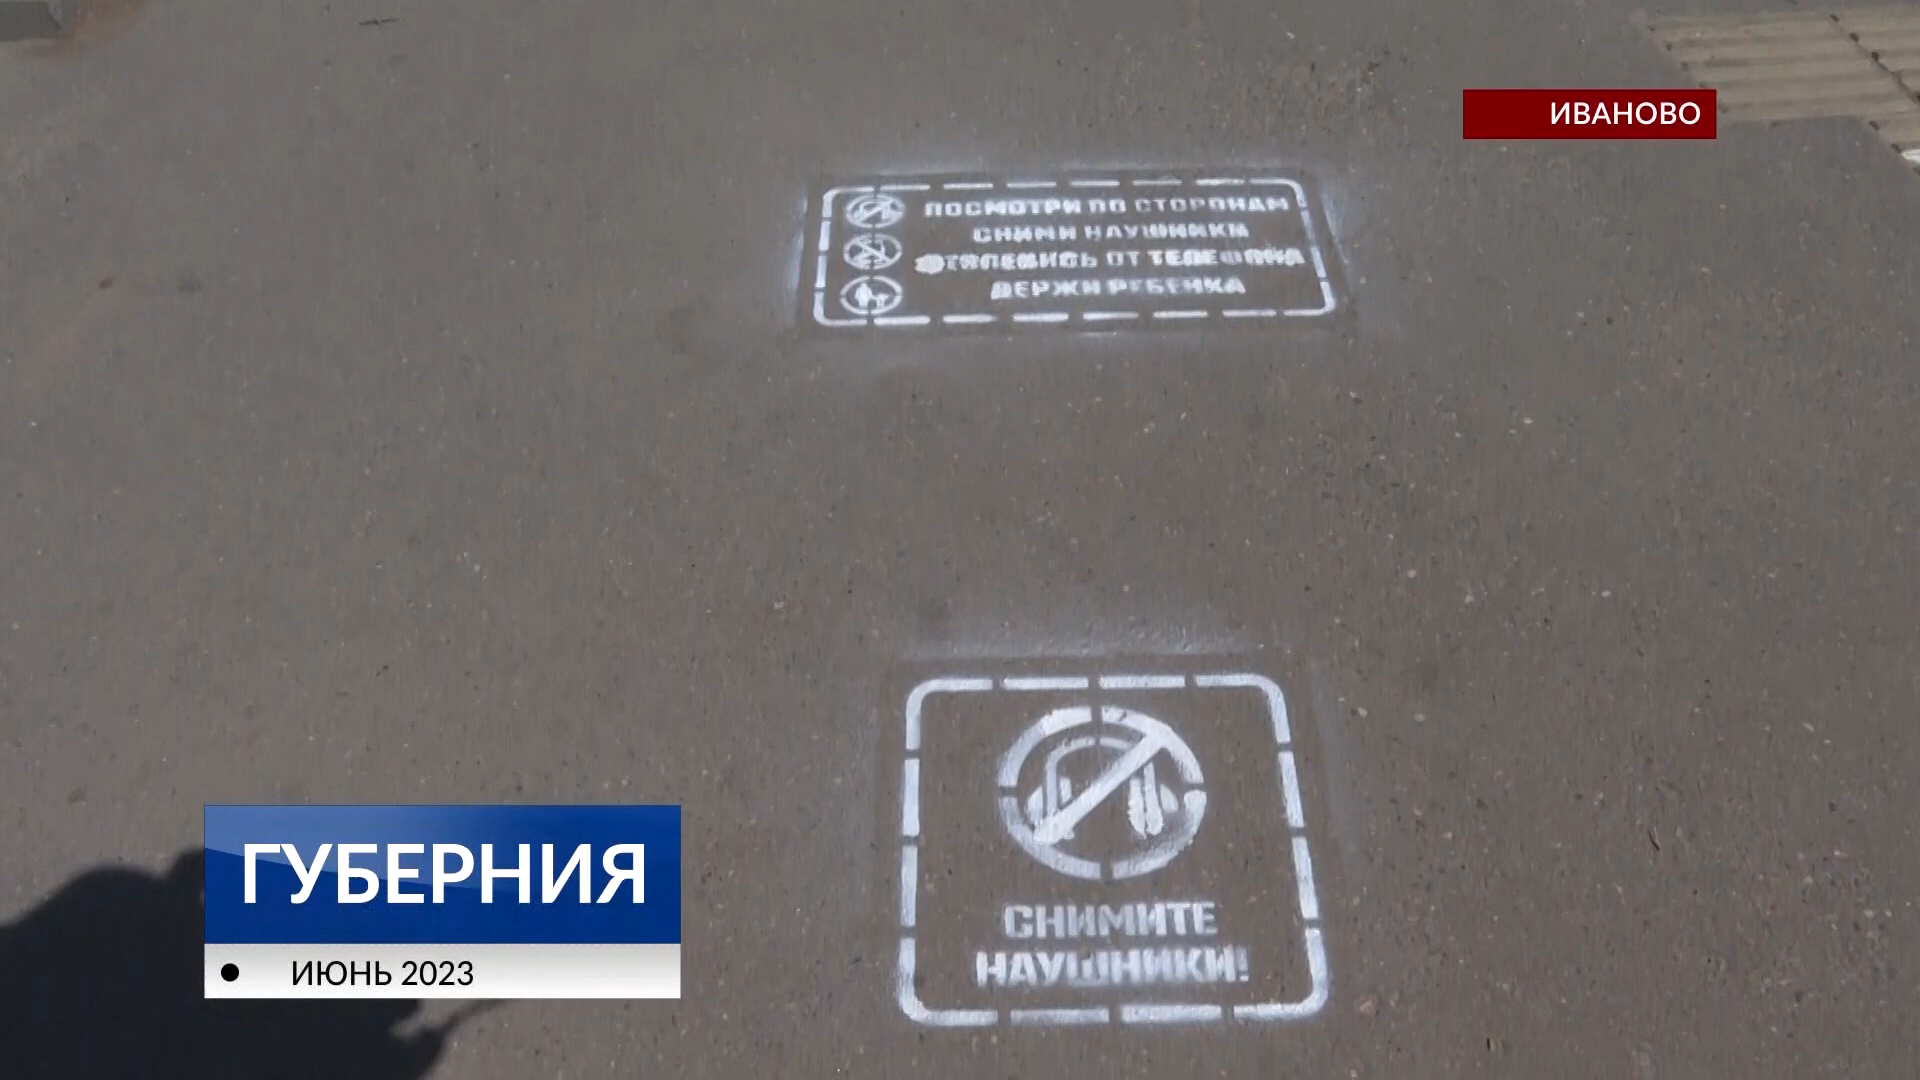 ИВАНОВО
ПОСМОТРИ ПО СТОРОНАМ
СНИМИ НАУШНИКИ
ОТВЛЕКИСЬ ОТ ТЕЛЕФОНА
ДЕРЖИ РЕБЕНКА
СНИМИТЕ
НАУШНИКИ!
ГУБЕРНИЯ
ИЮНЬ 2023